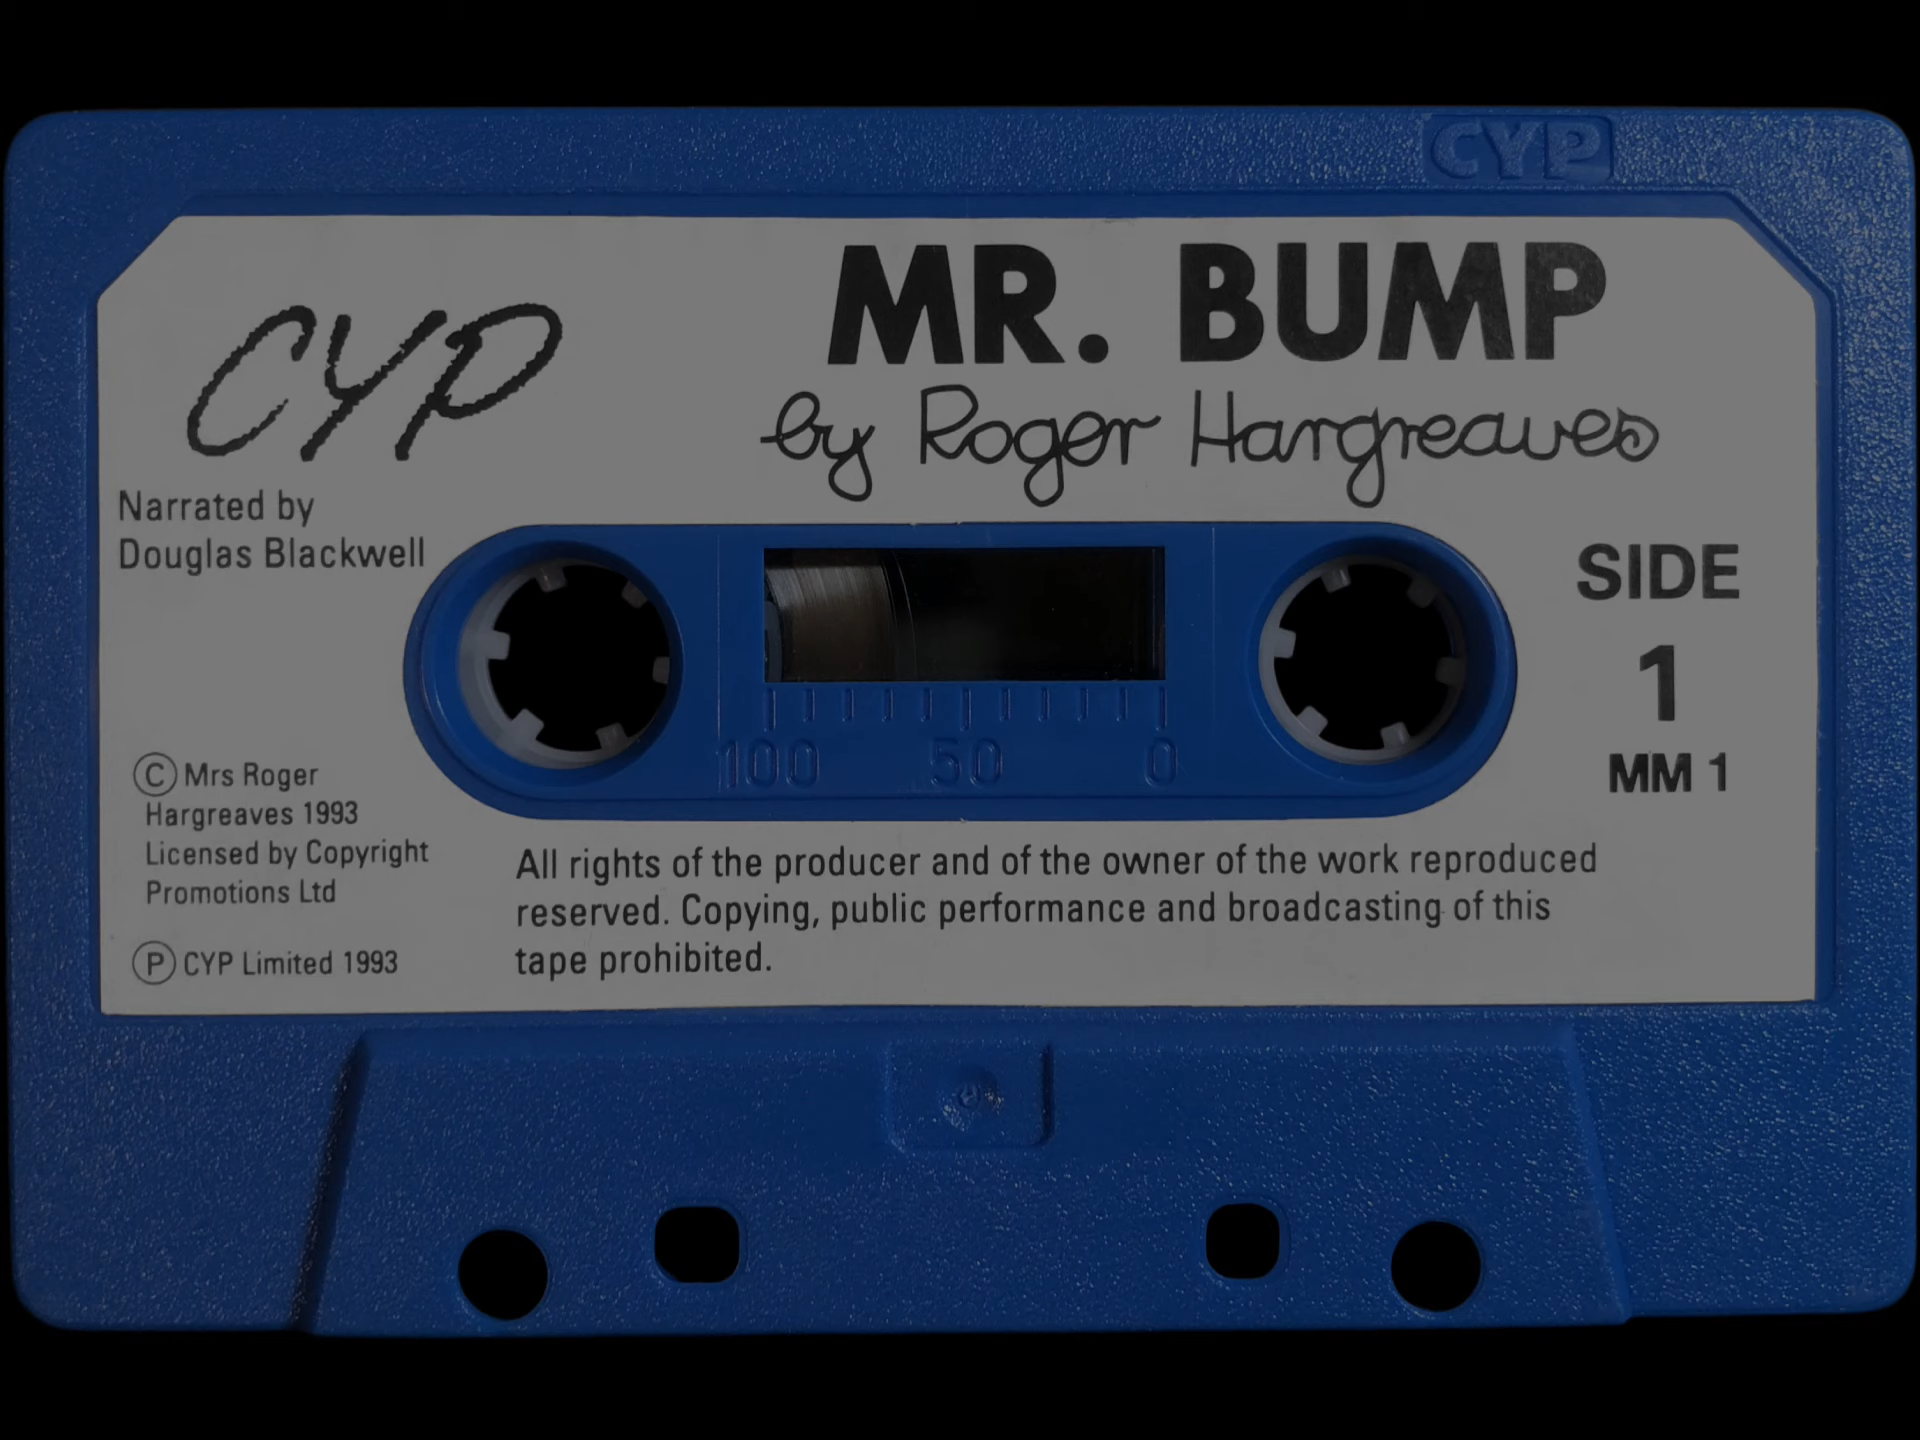 CYP
CYP
MR. BUMP
by Roger Hargreaves
Narrated by
Douglas Blackwell
SIDE
1
MM 1
100 50 0
Ⓒ Mrs Roger
Hargreaves 1993
Licensed by Copyright
Promotions Ltd
Ⓟ CYP Limited 1993
All rights of the producer and of the owner of the work reproduced
reserved. Copying, public performance and broadcasting of this
tape prohibited.